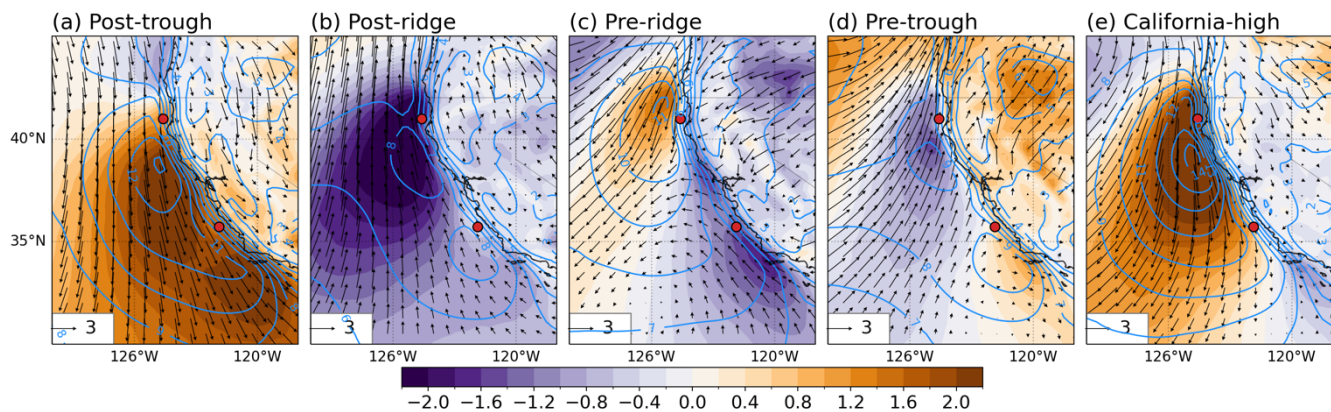 (a) Post-trough (b) Post-ridge (c) Pre-ridge (d) Pre-trough (e) California-high
40°N
35°N
3 3 3 3 3
126°W 120°W 126°W 120°W 126°W 120°W 126°W 120°W 126°W 120°W
−2.0 −1.6 −1.2 −0.8 −0.4 0.0 0.4 0.8 1.2 1.6 2.0